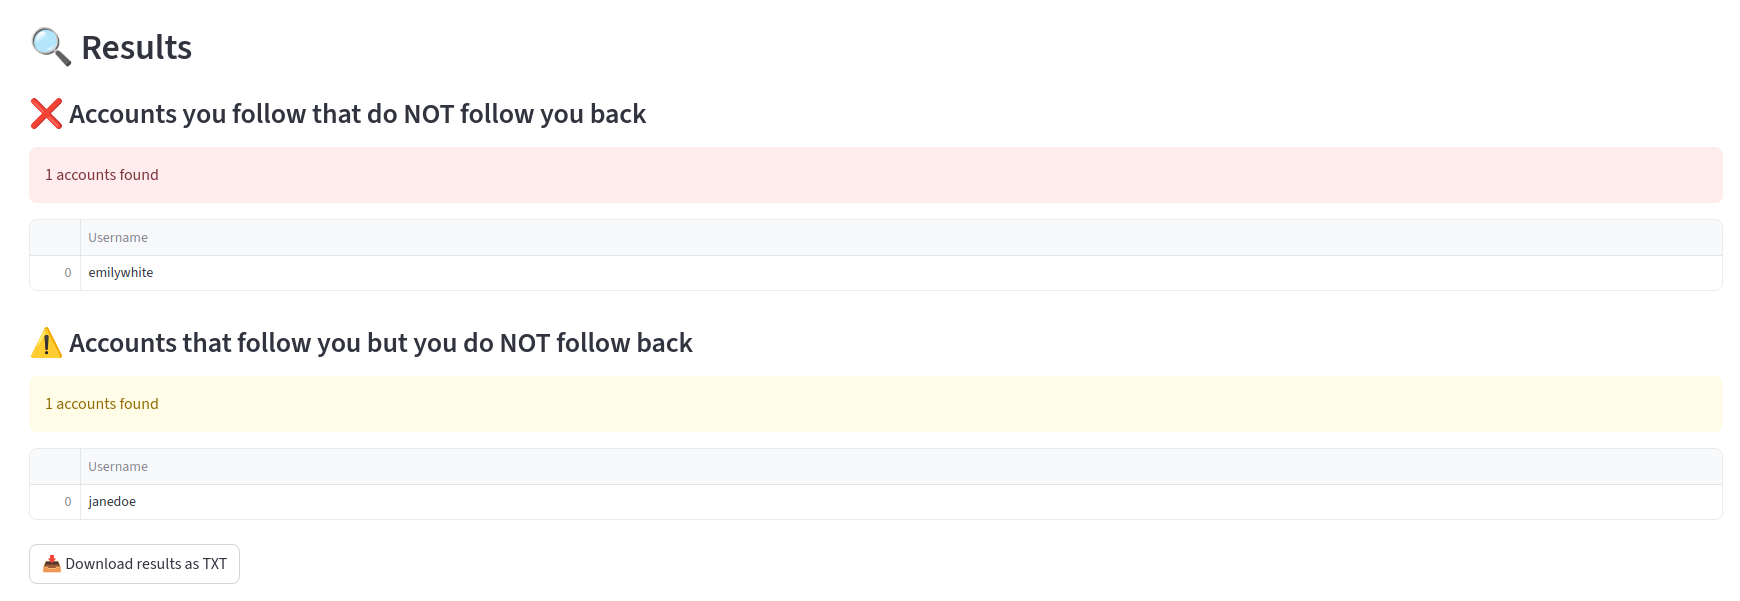 🔍 Results
❌ Accounts you follow that do NOT follow you back
1 accounts found
Username
0 emilywhite
⚠️ Accounts that follow you but you do NOT follow back
1 accounts found
Username
0 janedoe
📥 Download results as TXT